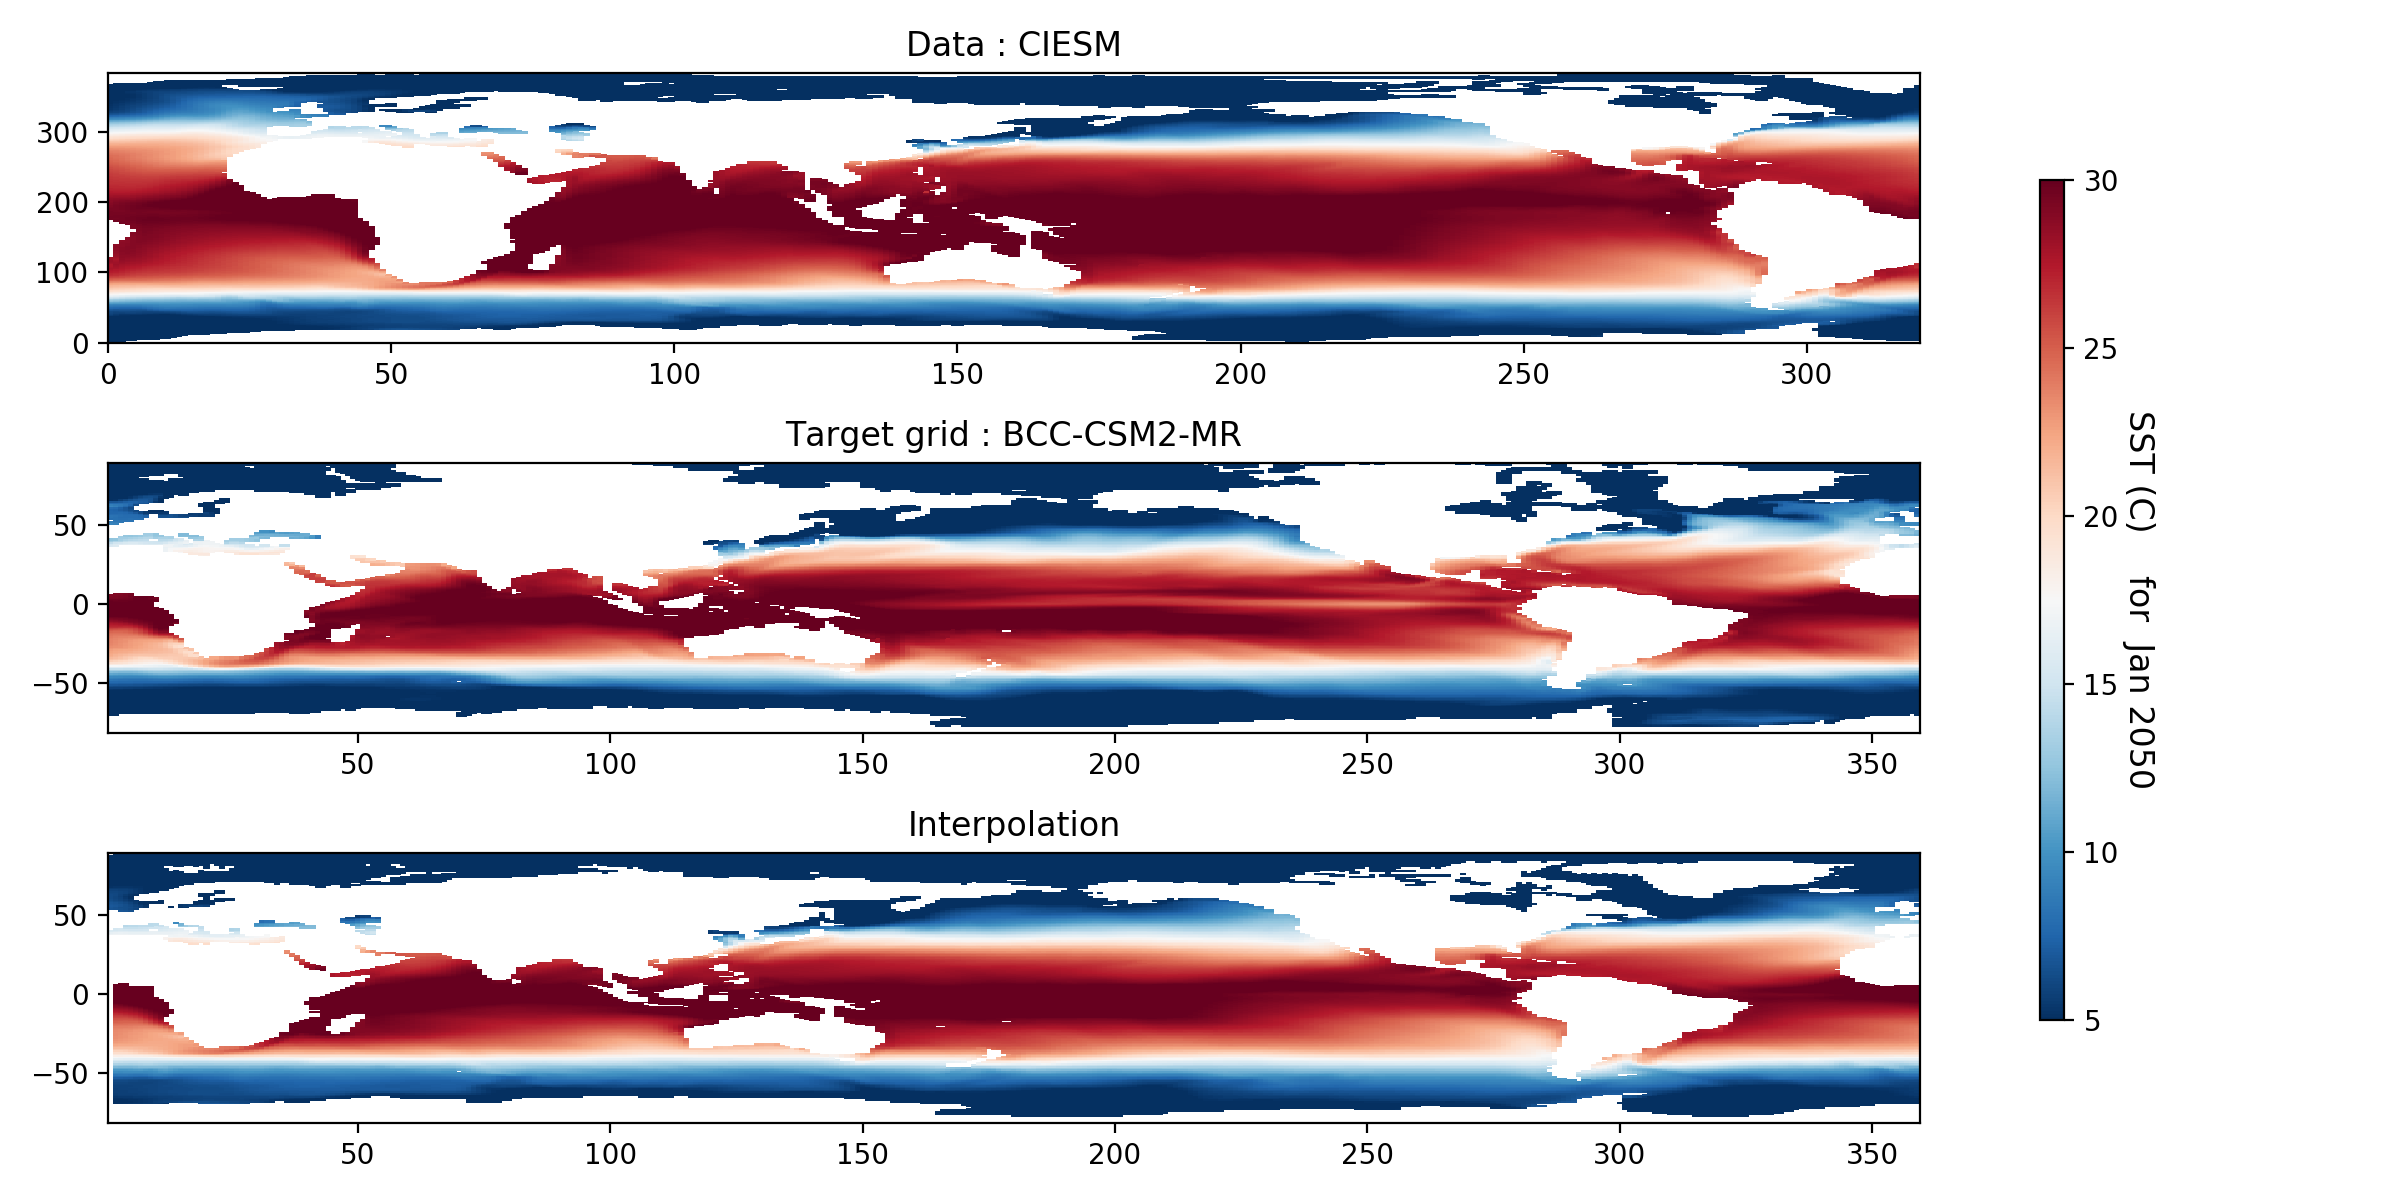 Data : CIESM
300
200
100
0
0 50 100 150 200 250 300
Target grid : BCC-CSM2-MR
50
0
−50
50 100 150 200 250 300 350
Interpolation
50
0
−50
50 100 150 200 250 300 350
30
25
20
15
10
5
SST (C)  for  Jan 2050